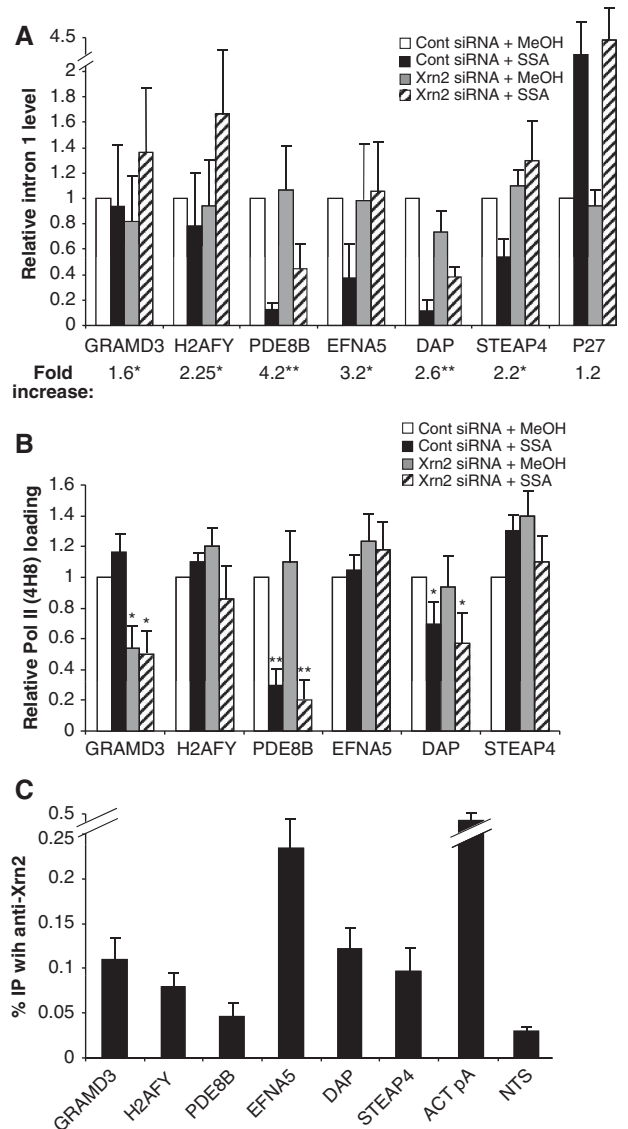 A
Cont siRNA + MeOH
Cont siRNA + SSA
Xrn2 siRNA + MeOH
Xrn2 siRNA + SSA
Relative intron 1 level
4.5
2
1.6
1.2
1
0.8
0.6
0.4
0.2
0
GRAMD3 H2AFY PDE8B EFNA5 DAP STEAP4 P27
Fold increase: 1.6* 2.25* 4.2** 3.2* 2.6** 2.2* 1.2
B
Cont siRNA + MeOH
Cont siRNA + SSA
Xrn2 siRNA + MeOH
Xrn2 siRNA + SSA
Relative Pol II (4H8) loading
1.6
1.4
1.2
1
0.8
0.6
0.4
0.2
0
* * ** ** * *
GRAMD3 H2AFY PDE8B EFNA5 DAP STEAP4
C
% IP wih anti-Xrn2
0.5
0.25
0.2
0.15
0.1
0.05
0
GRAMD3 H2AFY PDE8B EFNA5 DAP STEAP4 ACT pA NTS